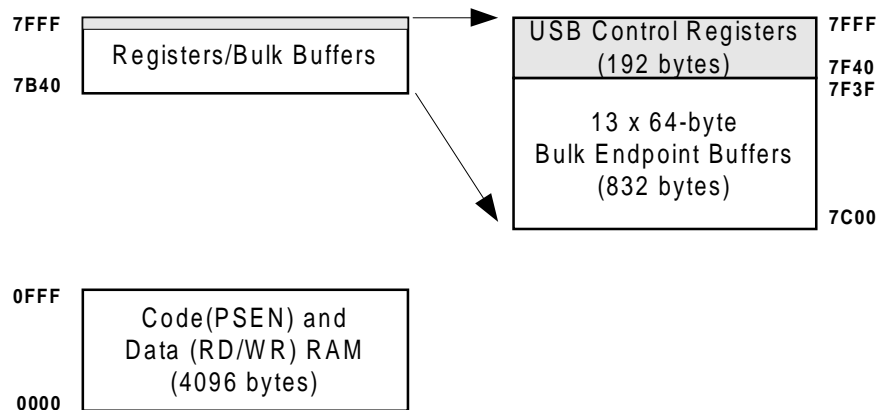 7FFF
Registers/Bulk Buffers
7B40
USB Control Registers
(192 bytes)
7FFF
7F40
7F3F
13 x 64-byte
Bulk Endpoint Buffers
(832 bytes)
7C00
0FFF
Code(PSEN) and
Data (RD/WR) RAM
(4096 bytes)
0000